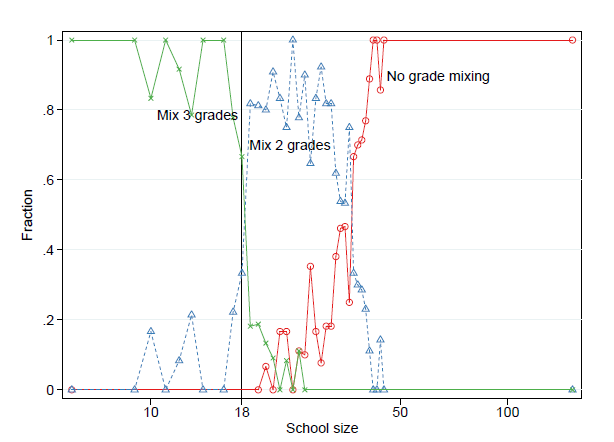 1
.8
.6
.4
.2
0
Fraction
No grade mixing
Mix 3 grades
Mix 2 grades
10 18 50 100
School size